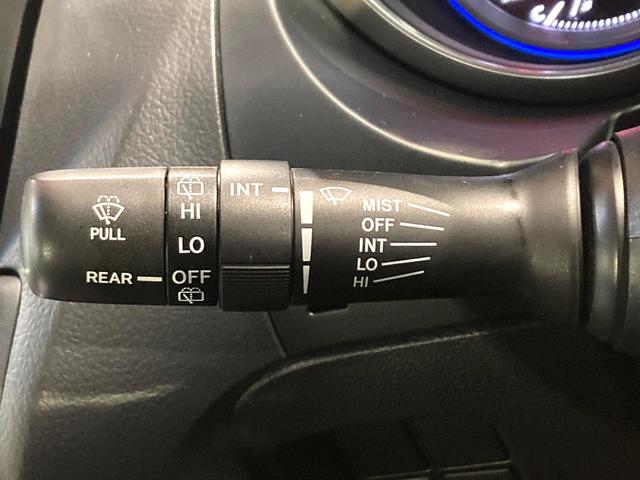 PULL
REAR
HI
LO
OFF
INT
MIST
OFF
INT
LO
HI